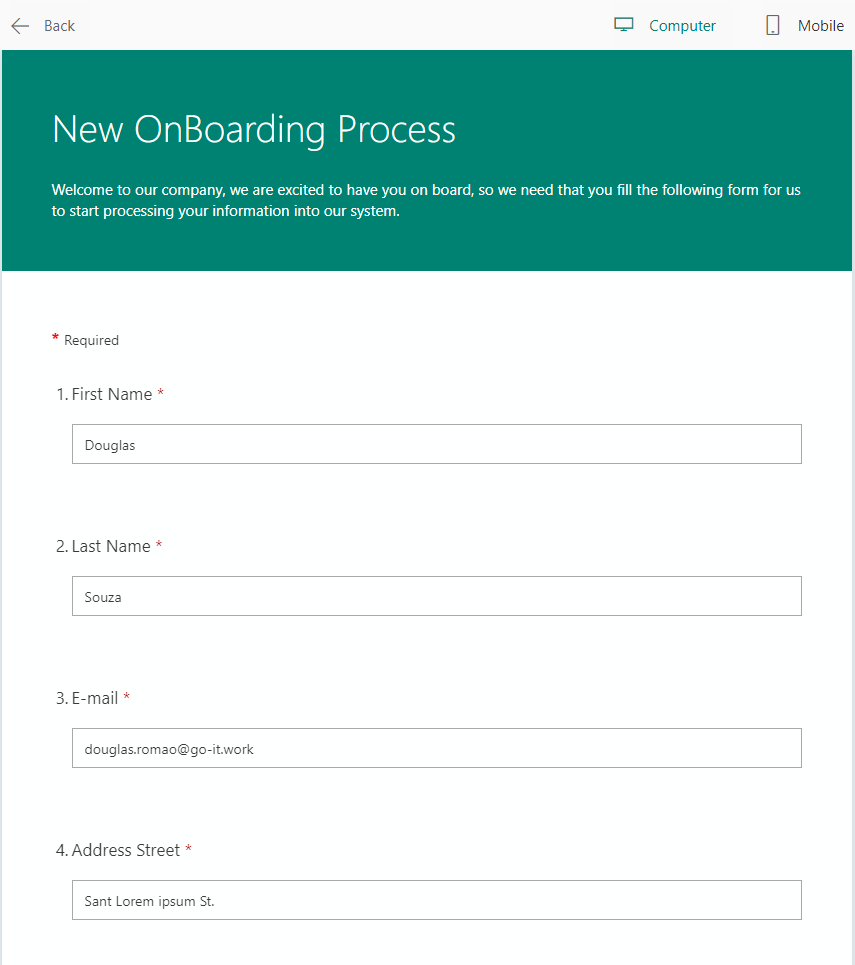 Back
Computer
Mobile
New OnBoarding Process
Welcome to our company, we are excited to have you on board, so we need that you fill the following form for us
to start processing your information into our system.
* Required
1. First Name *
Douglas
2. Last Name *
Souza
3. E-mail *
douglas.romao@go-it.work
4. Address Street *
Sant Lorem ipsum St.